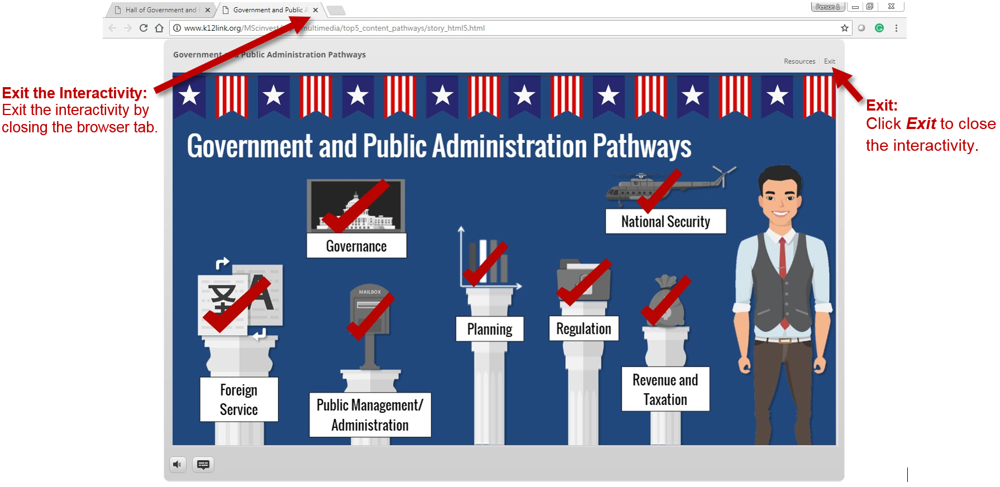 Hall of Government and
Government and Public
Person 1
www.k12link.org/MScinvest/ multimedia/top5_content_pathways/story_html5.html
Government and Public Administration Pathways
Resources
Exit
Exit the Interactivity:
Exit the interactivity by
closing the browser tab.
Exit:
Click Exit to close
the interactivity.
Government and Public Administration Pathways
National Security
Governance
圣
A
MAILBOX
Planning
Regulation
Foreign
Service
Public Management/
Administration
Revenue and
Taxation